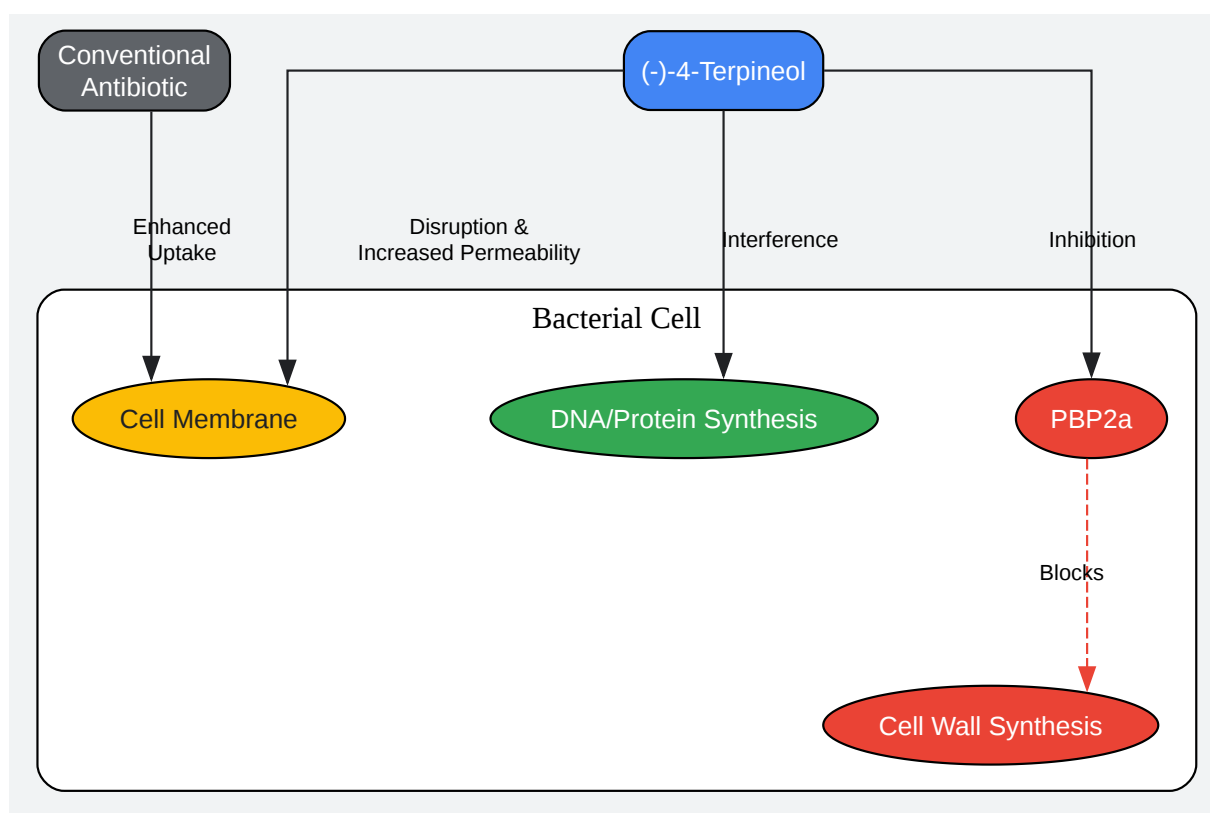 Conventional
Antibiotic
(-)-4-Terpineol
Enhanced
Uptake
Disruption &
Increased Permeability
Interference
Inhibition
Bacterial Cell
Cell Membrane
DNA/Protein Synthesis
PBP2a
Blocks
Cell Wall Synthesis